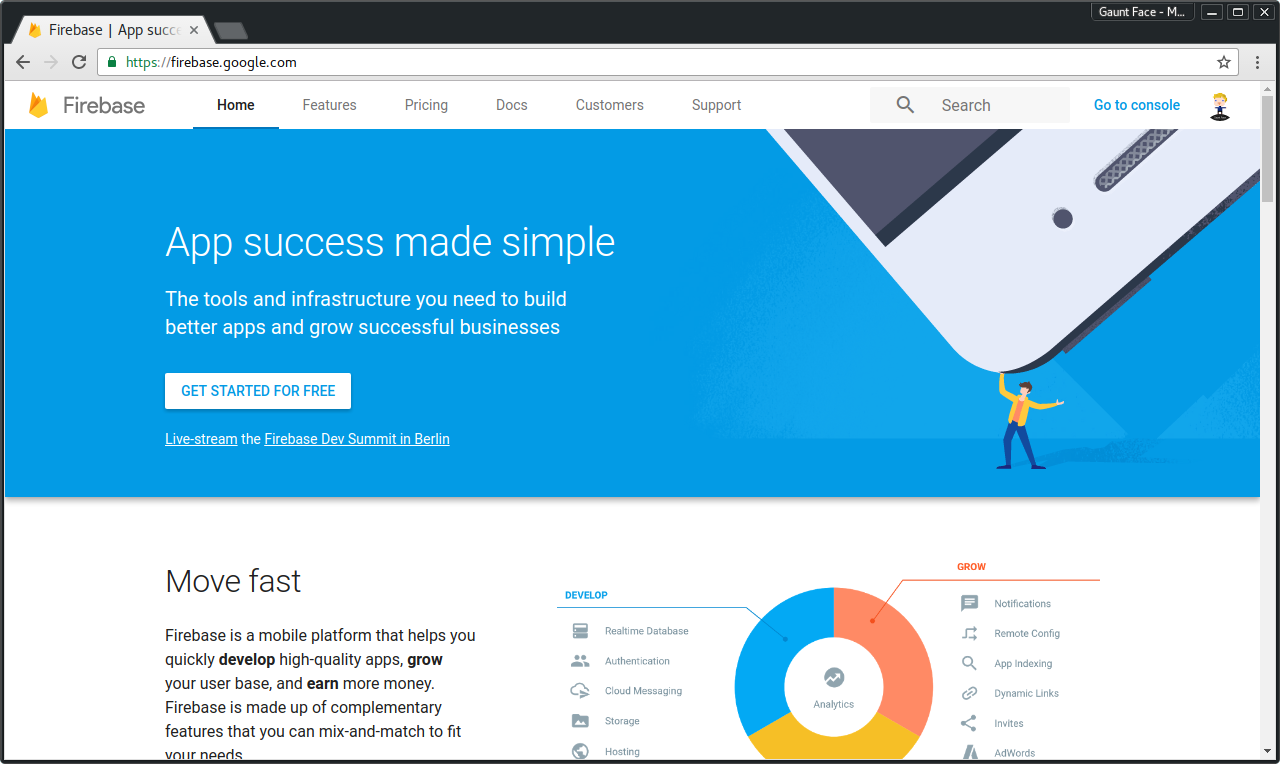 Gaunt Face - M...
Firebase | App succe
https://firebase.google.com
Firebase
Home
Features
Pricing
Docs
Customers
Support
Search
Go to console
App success made simple
The tools and infrastructure you need to build
better apps and grow successful businesses
GET STARTED FOR FREE
Live-stream the Firebase Dev Summit in Berlin
Move fast
Firebase is a mobile platform that helps you
quickly develop high-quality apps, grow
your user base, and earn more money.
Firebase is made up of complementary
features that you can mix-and-match to fit
your needs.
DEVELOP
Realtime Database
Authentication
Cloud Messaging
Storage
Hosting
Analytics
GROW
Notifications
Remote Config
App Indexing
Dynamic Links
Invites
AdWords